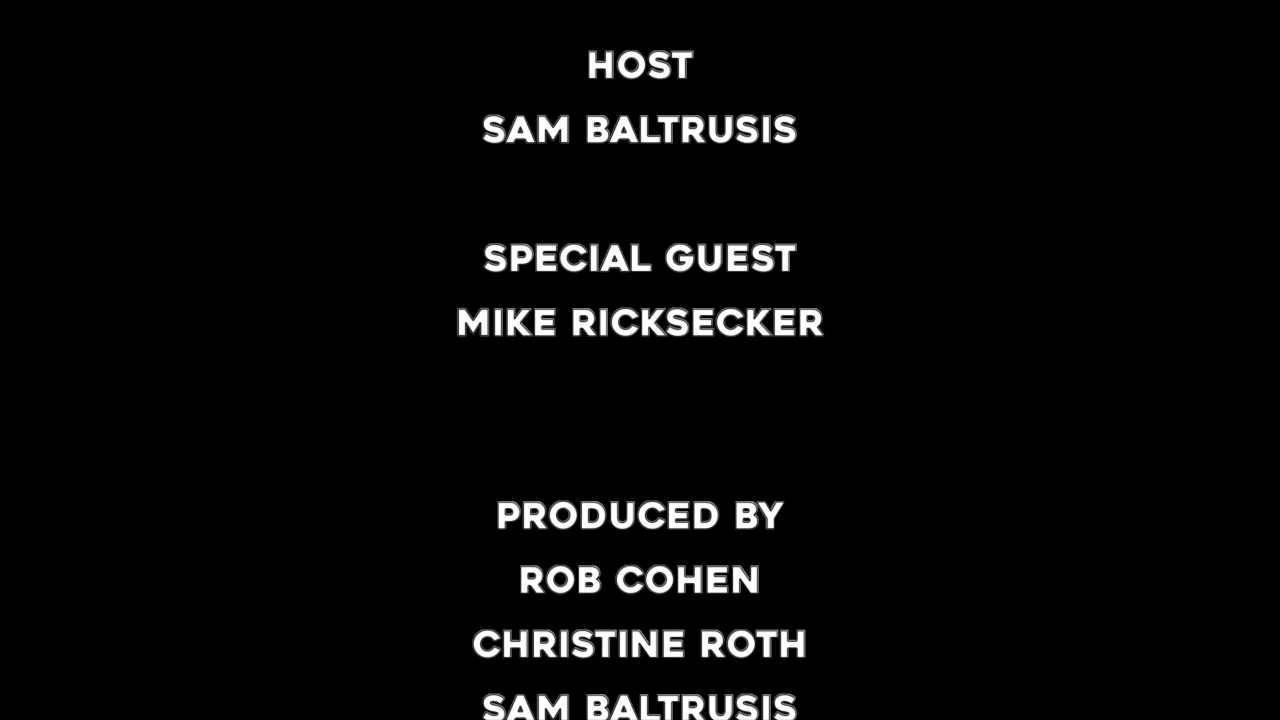 HOST
SAM BALTRUSIS
SPECIAL GUEST
MIKE RICKSECKER
PRODUCED BY
ROB COHEN
CHRISTINE ROTH
SAM BALTRUSIS